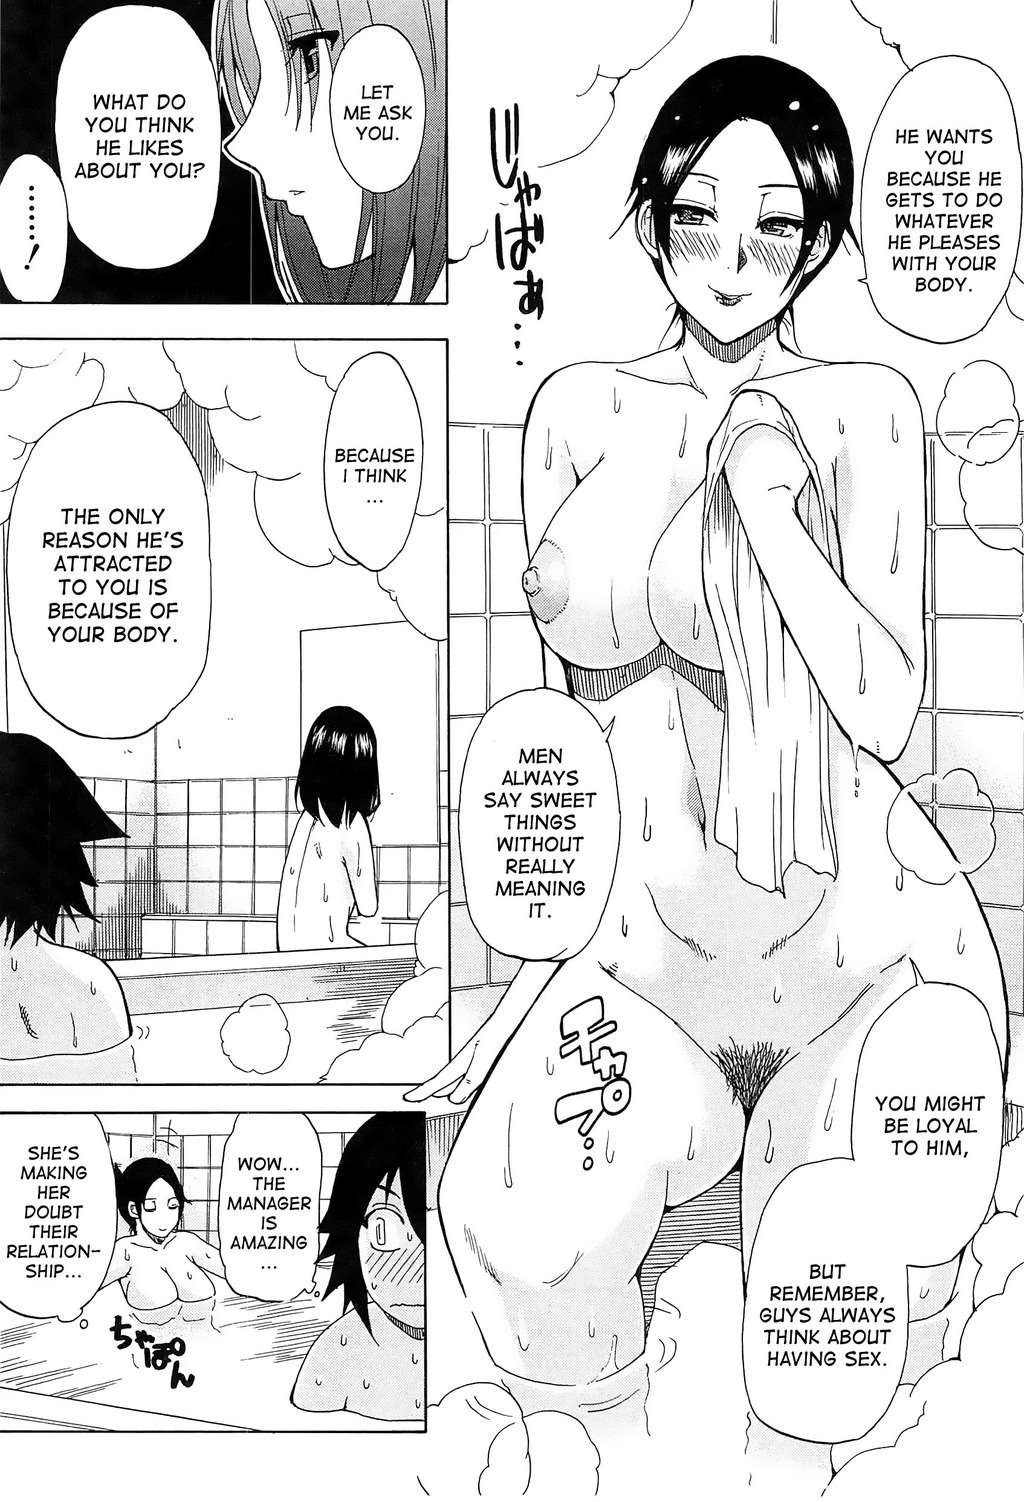 HE WANTS
YOU
BECAUSE HE
GETS TO DO
WHATEVER
HE PLEASES
WITH YOUR
BODY.
じゃばぁ…
MEN
ALWAYS
SAY SWEET
THINGS
WITHOUT
REALLY
MEANING
IT.
チャプ…
YOU MIGHT
BE LOYAL
TO HIM,
BUT
REMEMBER,
GUYS ALWAYS
THINK ABOUT
HAVING SEX.
LET
ME ASK
YOU.
WHAT DO
YOU THINK
HE LIKES
ABOUT YOU?
......!
BECAUSE
I THINK
...
THE ONLY
REASON HE'S
ATTRACTED
TO YOU IS
BECAUSE OF
YOUR BODY.
WOW...
THE
MANAGER IS
AMAZING
...
SHE'S
MAKING
HER
DOUBT
THEIR
RELATION-
SHIP...
ちゃぽん